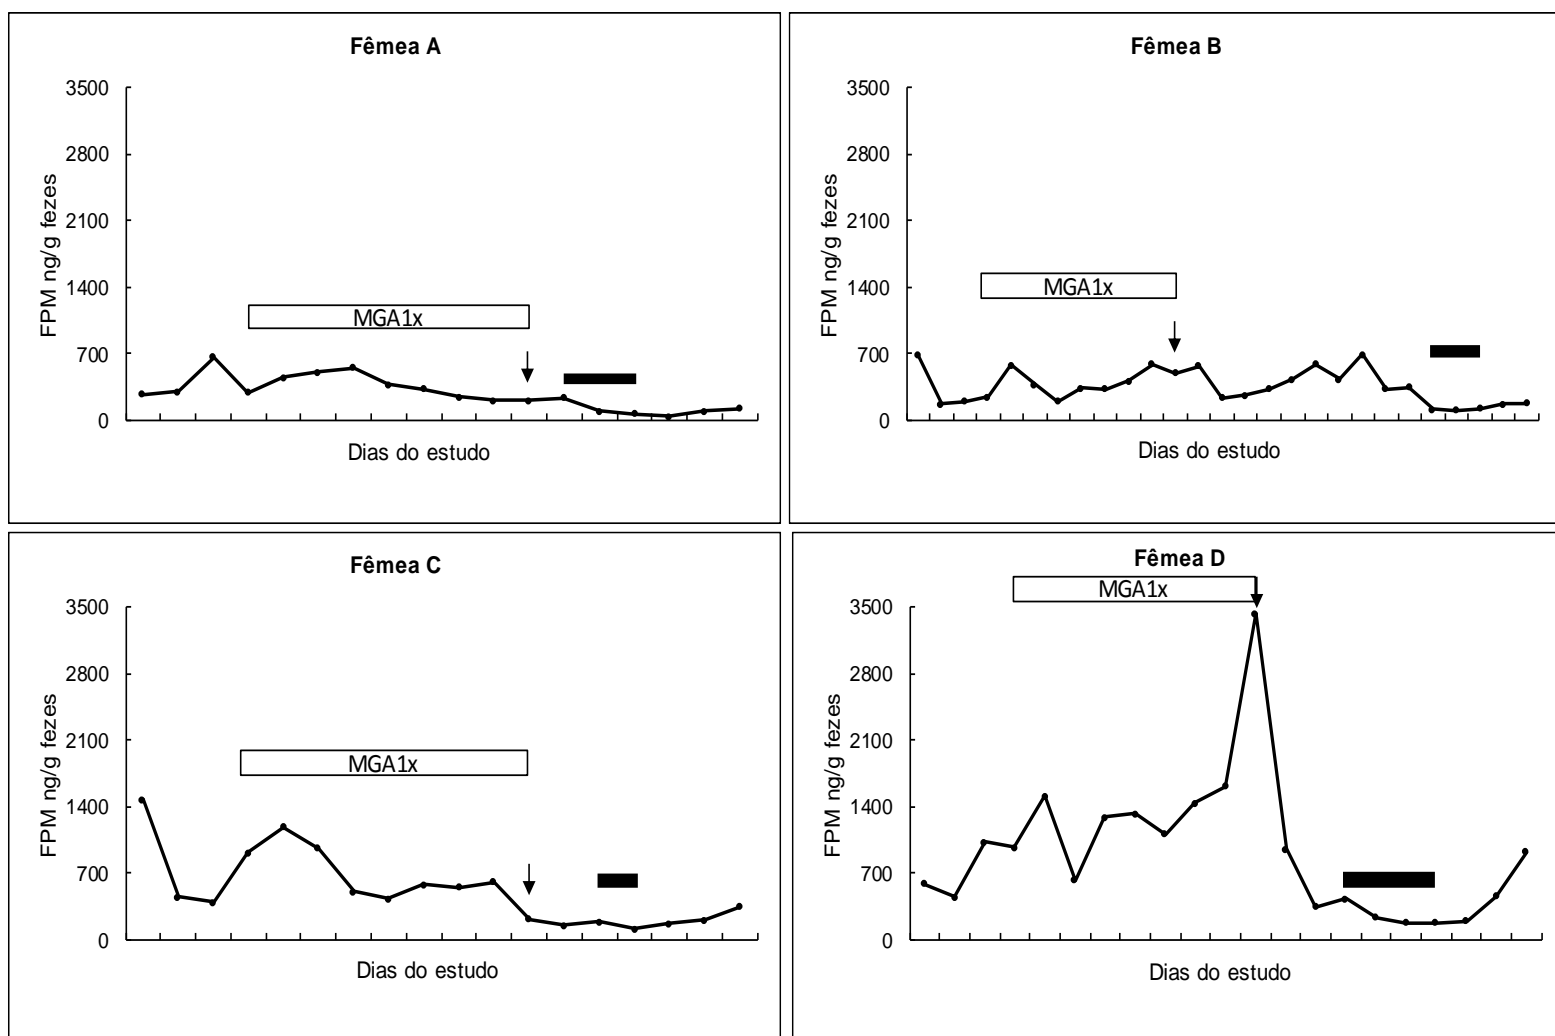 Fêmea A
3500
2800
2100
1400
700
0
FPM ng/g fezes
MGA1x
Dias do estudo
Fêmea B
3500
2800
2100
1400
700
0
FPM ng/g fezes
MGA1x
Dias do estudo
Fêmea C
3500
2800
2100
1400
700
0
FPM ng/g fezes
MGA1x
Dias do estudo
Fêmea D
MGA1x
3500
2800
2100
1400
700
0
FPM ng/g fezes
Dias do estudo